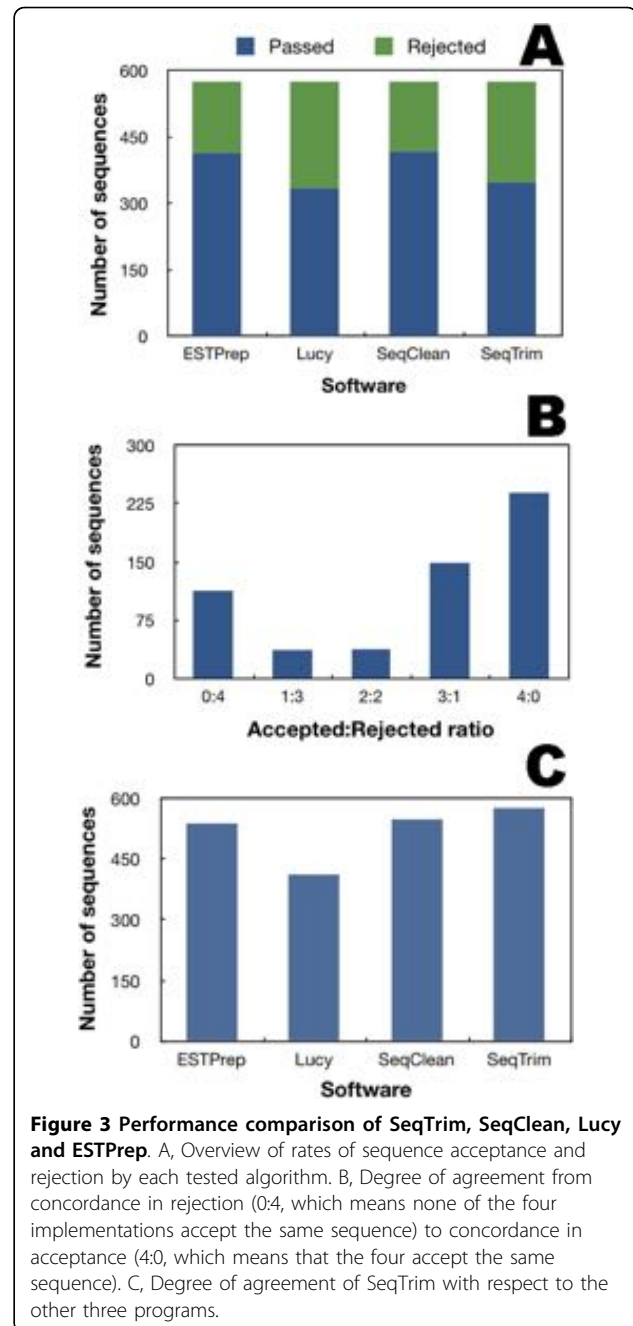 Passed Rejected A
600
450
300
150
0
Number of sequences
ESTPrep Lucy SeqClean SeqTrim
Software
B
300
225
150
75
0
Number of sequences
0:4 1:3 2:2 3:1 4:0
Accepted:Rejected ratio
C
600
450
300
150
0
Number of sequences
ESTPrep Lucy SeqClean SeqTrim
Software
Figure 3 Performance comparison of SeqTrim, SeqClean, Lucy
and ESTPrep. A, Overview of rates of sequence acceptance and
rejection by each tested algorithm. B, Degree of agreement from
concordance in rejection (0:4, which means none of the four
implementations accept the same sequence) to concordance in
acceptance (4:0, which means that the four accept the same
sequence). C, Degree of agreement of SeqTrim with respect to the
other three programs.